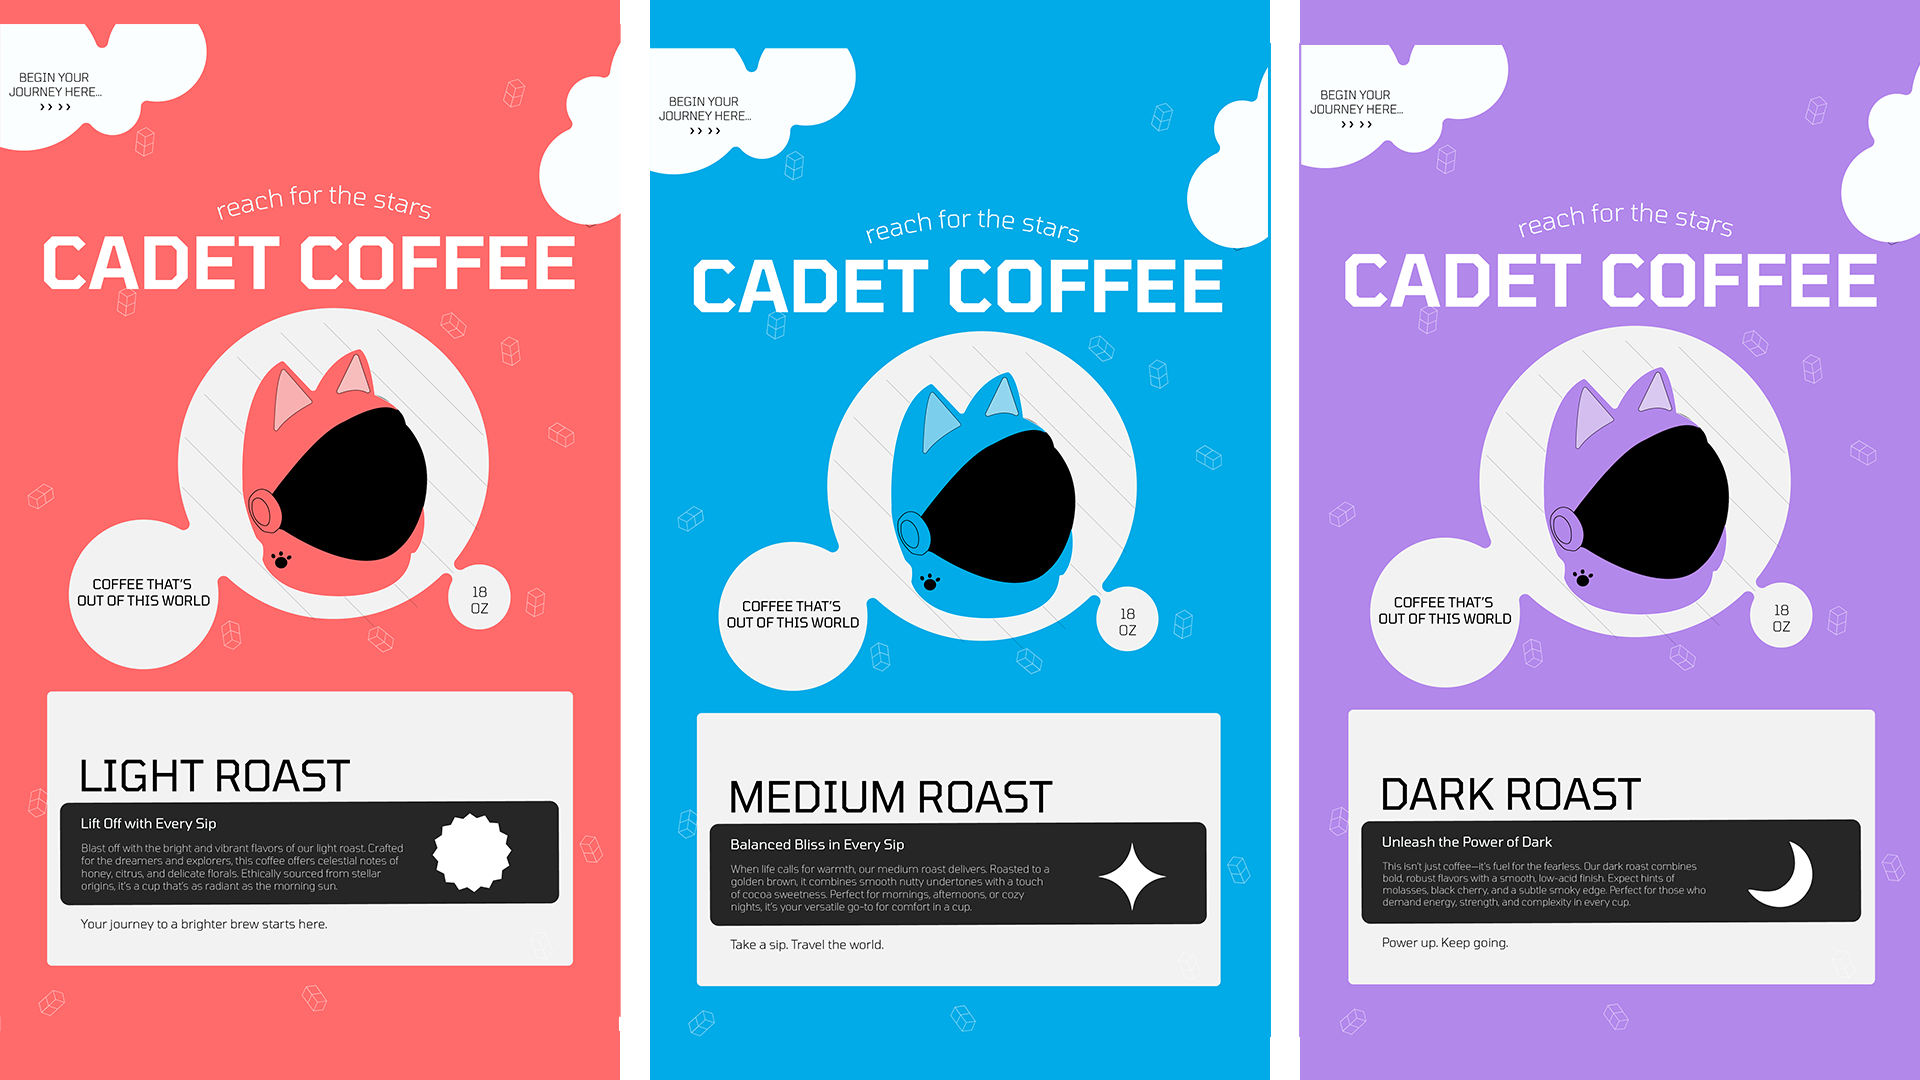 BEGIN YOUR
JOURNEY HERE...
reach for the stars
CADET COFFEE
COFFEE THAT'S
OUT OF THIS WORLD
18
OZ
LIGHT ROAST
Lift Off with Every Sip
Blast off with the bright and vibrant flavors of our light roast. Crafted
for the dreamers and explorers, this coffee offers celestial notes of
honey, citrus, and delicate florals. Ethically sourced from stellar
origins, it's a cup that's as radiant as the morning sun.
Your journey to a brighter brew starts here.
BEGIN YOUR
JOURNEY HERE...
reach for the stars
CADET COFFEE
COFFEE THAT'S
OUT OF THIS WORLD
18
OZ
MEDIUM ROAST
Balanced Bliss in Every Sip
When life calls for warmth, our medium roast delivers. Roasted to a
golden brown, it combines smooth nutty undertones with a touch
of cocoa sweetness. Perfect for mornings, afternoons, or cozy
nights, it's your versatile go-to for comfort in a cup.
Take a sip. Travel the world.
BEGIN YOUR
JOURNEY HERE...
reach for the stars
CADET COFFEE
COFFEE THAT'S
OUT OF THIS WORLD
18
OZ
DARK ROAST
Unleash the Power of Dark
This isn't just coffee—it's fuel for the fearless. Our dark roast combines
bold, robust flavors with a smooth, low-acid finish. Expect hints of
molasses, black cherry, and a subtle smoky edge. Perfect for those who
demand energy, strength, and complexity in every cup.
Power up. Keep going.